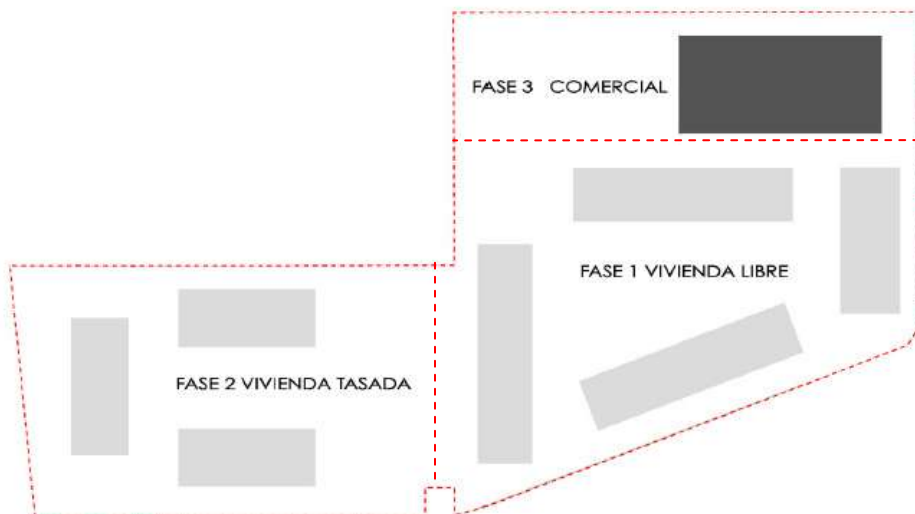 FASE 3 COMERCIAL
FASE 1 VIVIENDA LIBRE
FASE 2 VIVIENDA TASADA